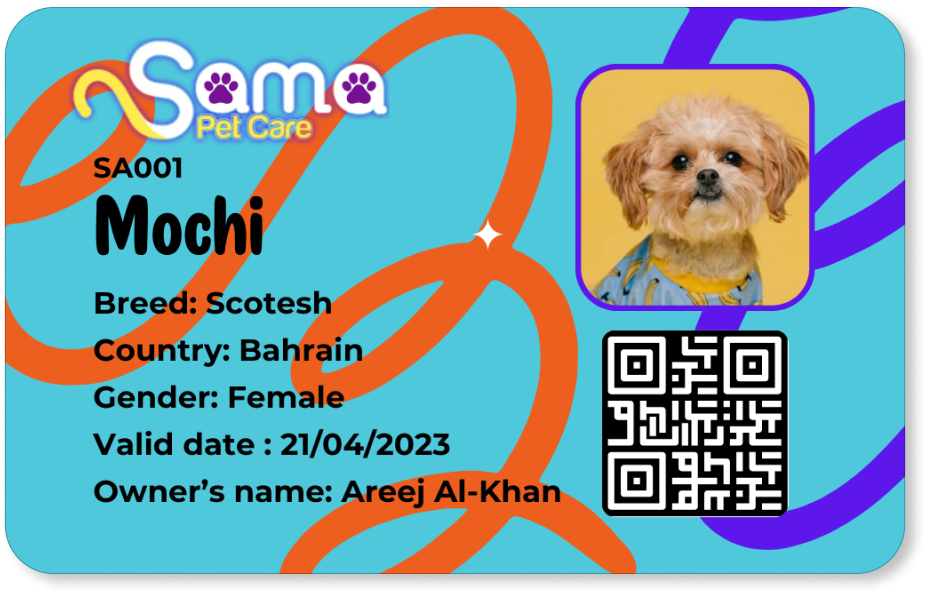 Sama
Pet Care
SA001
Mochi
Breed: Scotesh
Country: Bahrain
Gender: Female
Valid date : 21/04/2023
Owner’s name: Areej Al-Khan